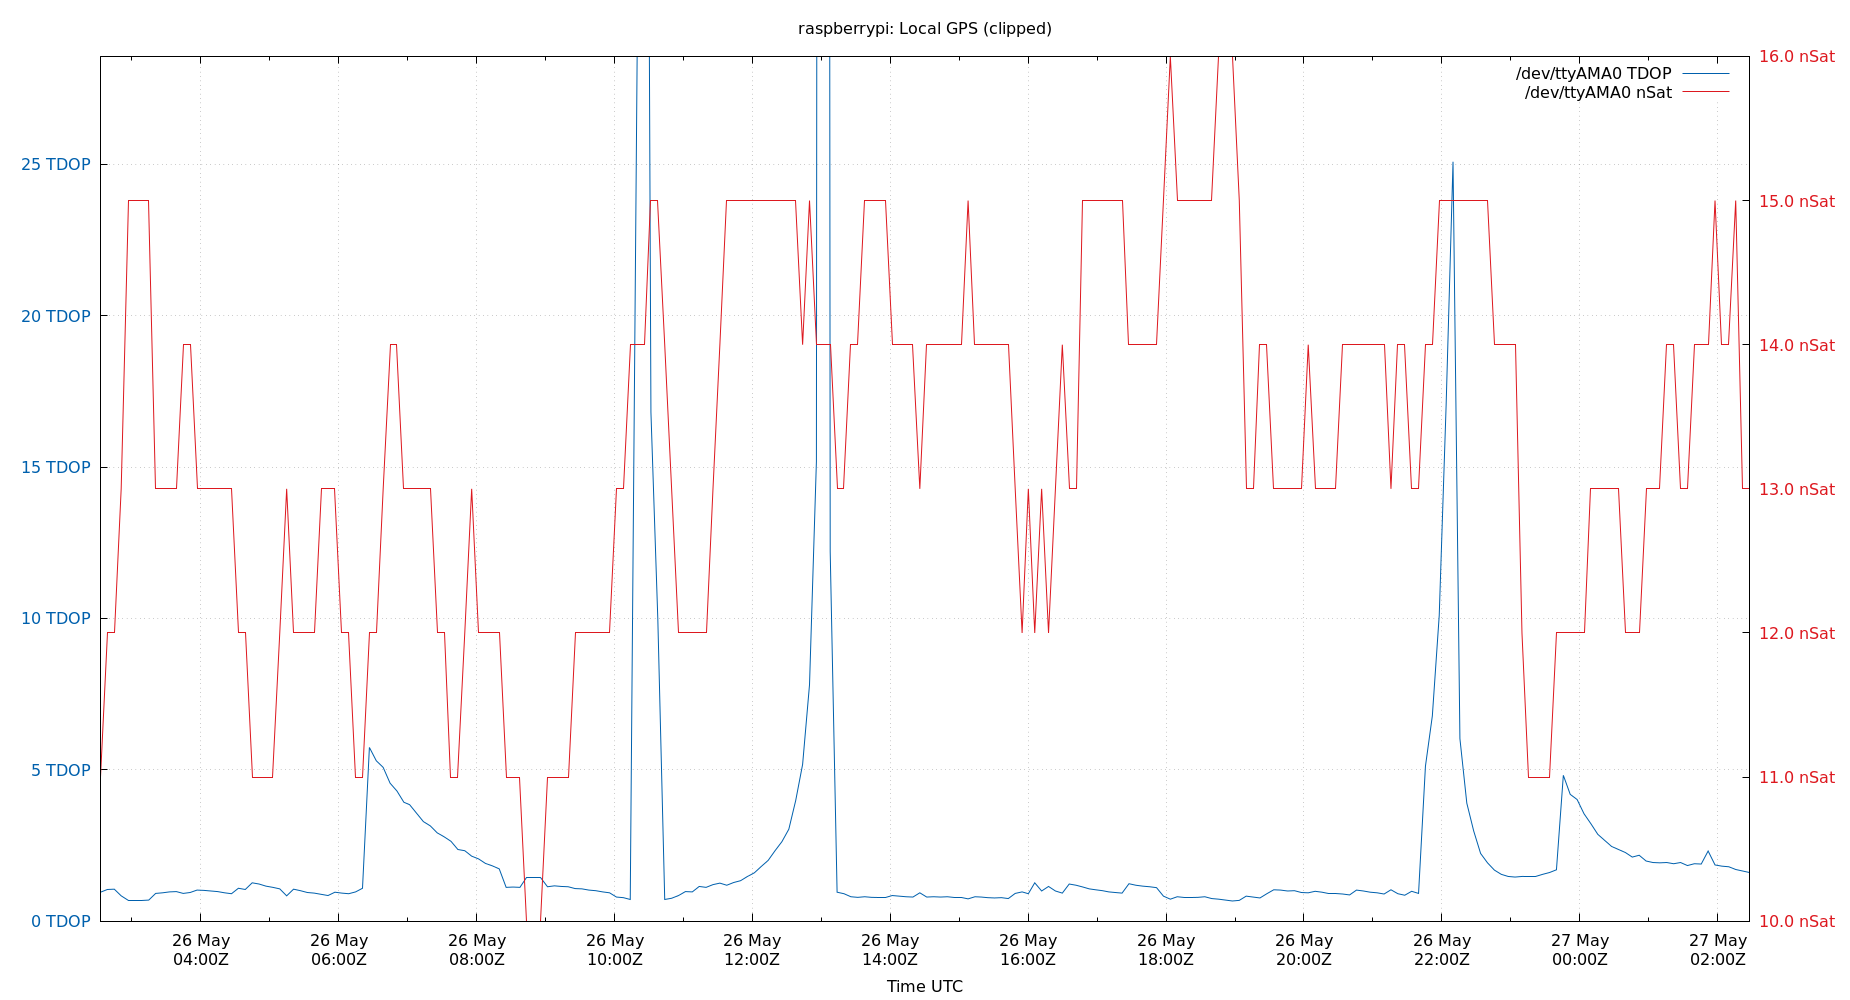 raspberrypi: Local GPS (clipped)
/dev/ttyAMA0 TDOP
/dev/ttyAMA0 nSat
25 TDOP
20 TDOP
15 TDOP
10 TDOP
5 TDOP
0 TDOP
16.0 nSat
15.0 nSat
14.0 nSat
13.0 nSat
12.0 nSat
11.0 nSat
10.0 nSat
26 May
04:00Z
26 May
06:00Z
26 May
08:00Z
26 May
10:00Z
26 May
12:00Z
26 May
14:00Z
26 May
16:00Z
26 May
18:00Z
26 May
20:00Z
26 May
22:00Z
27 May
00:00Z
27 May
02:00Z
Time UTC